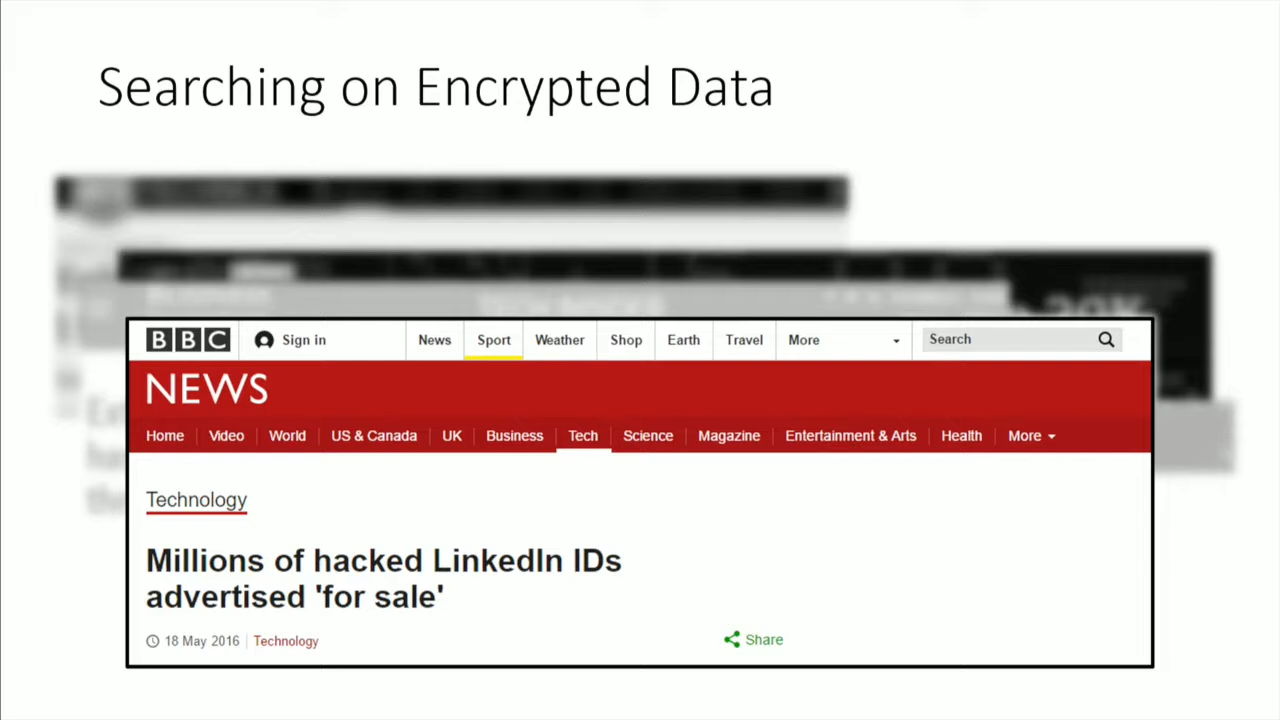 Searching on Encrypted Data
BBC Sign in News Sport Weather Shop Earth Travel More Search
NEWS
Home Video World US & Canada UK Business Tech Science Magazine Entertainment & Arts Health More
Technology
Millions of hacked LinkedIn IDs
advertised 'for sale'
18 May 2016 Technology Share